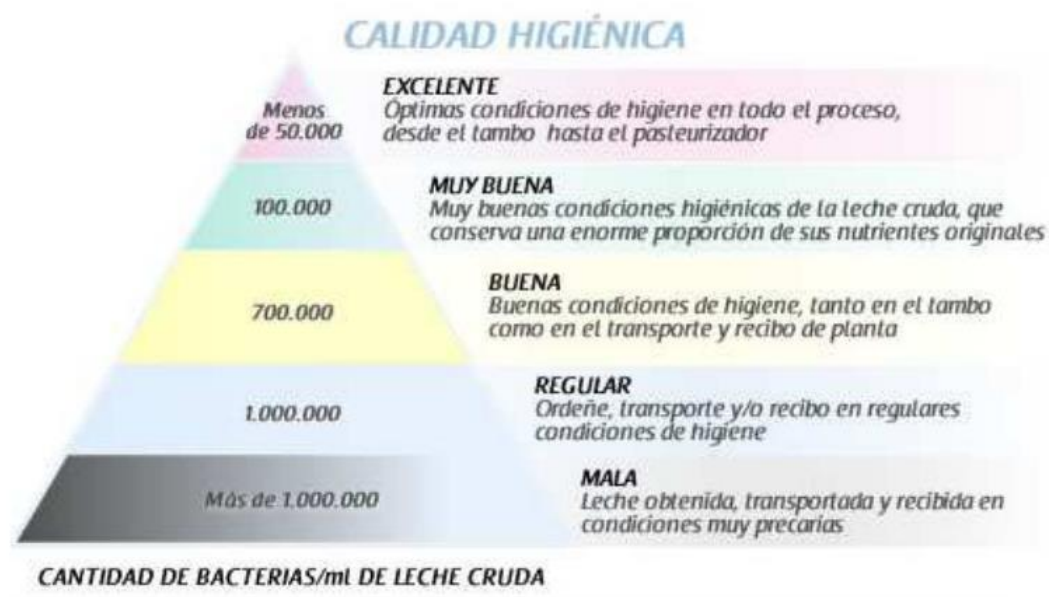 CALIDAD HIGIÉNICA
Menos
de 50.000
EXCELENTE
Óptimas condiciones de higiene en todo el proceso,
desde el tambo hasta el pasteurizador
100.000
MUY BUENA
Muy buenas condiciones higiénicas de la leche cruda, que
conserva una enorme proporción de sus nutrientes originales
700.000
BUENA
Buenas condiciones de higiene, tanto en el tambo
como en el transporte y recibo de planta
1.000.000
REGULAR
Ordeñe, transporte y/o recibo en regulares
condiciones de higiene
Más de 1.000.000
MALA
Leche obtenida, transportada y recibida en
condiciones muy precarias
CANTIDAD DE BACTERIAS/ml DE LECHE CRUDA